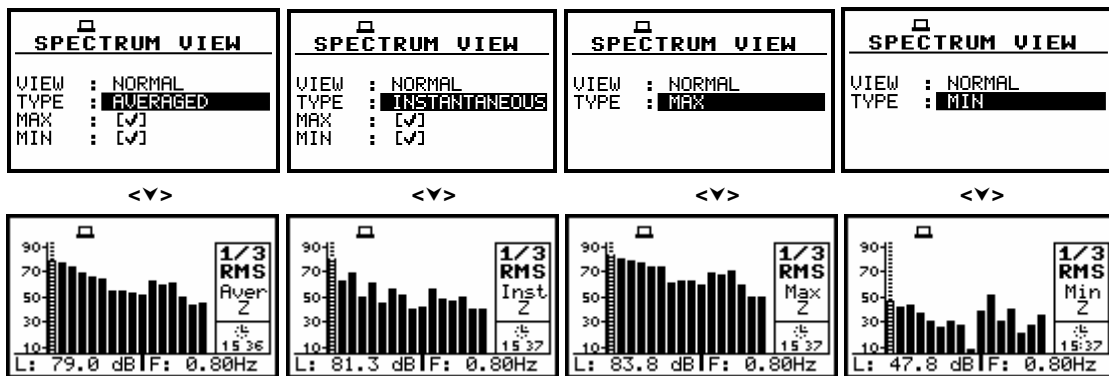 SPECTRUM VIEW
VIEW : NORMAL
TYPE : AVERAGED
MAX : [✓]
MIN : [✓]
SPECTRUM VIEW
VIEW : NORMAL
TYPE : INSTANTANEOUS
MAX : [✓]
MIN : [✓]
SPECTRUM VIEW
VIEW : NORMAL
TYPE : MAX
SPECTRUM VIEW
VIEW : NORMAL
TYPE : MIN
<⮟> <⮟> <⮟> <⮟>
90
70
50
30
10
1/3
RMS
Aver
Z
15 36
L: 79.0 dB F: 0.80Hz
90
70
50
30
10
1/3
RMS
Inst
Z
15 37
L: 81.3 dB F: 0.80Hz
90
70
50
30
10
1/3
RMS
Max
Z
15 37
L: 83.8 dB F: 0.80Hz
90
70
50
30
10
1/3
RMS
Min
Z
15:37
L: 47.8 dB F: 0.80Hz